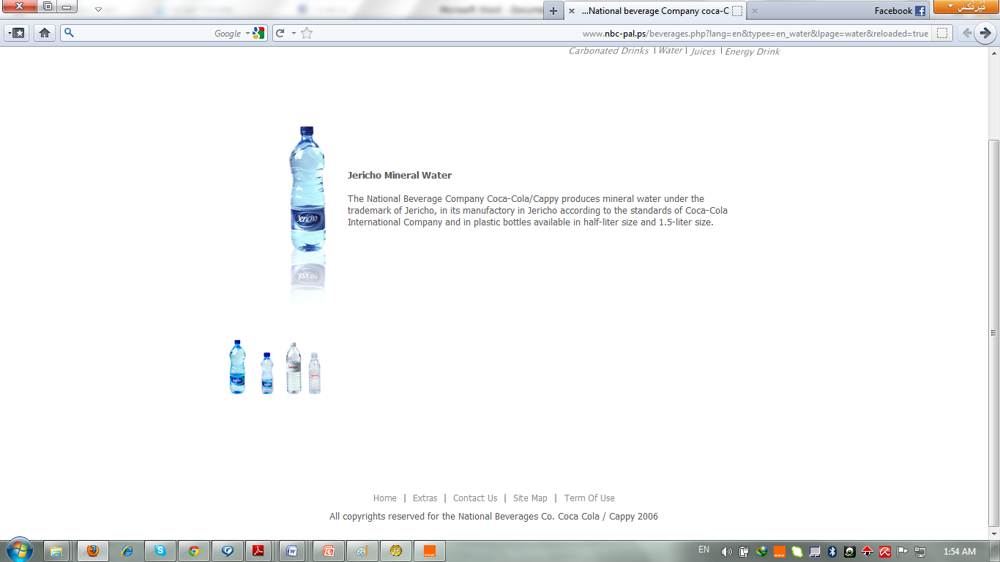 فَيَرفُكس
Facebook
...National beverage Company coca-C
Google
www.nbc-pal.ps/beverages.php?lang=en&typee=en_water&lpage=water&reloaded=true
Carbonated Drinks | Water | Juices | Energy Drink
Jericho Mineral Water
The National Beverage Company Coca-Cola/Cappy produces mineral water under the
trademark of Jericho, in its manufactory in Jericho according to the standards of Coca-Cola
International Company and in plastic bottles available in half-liter size and 1.5-liter size.
Jericho
Home | Extras | Contact Us | Site Map | Term Of Use
All copyrights reserved for the National Beverages Co. Coca Cola / Cappy 2006
EN
1:54 AM